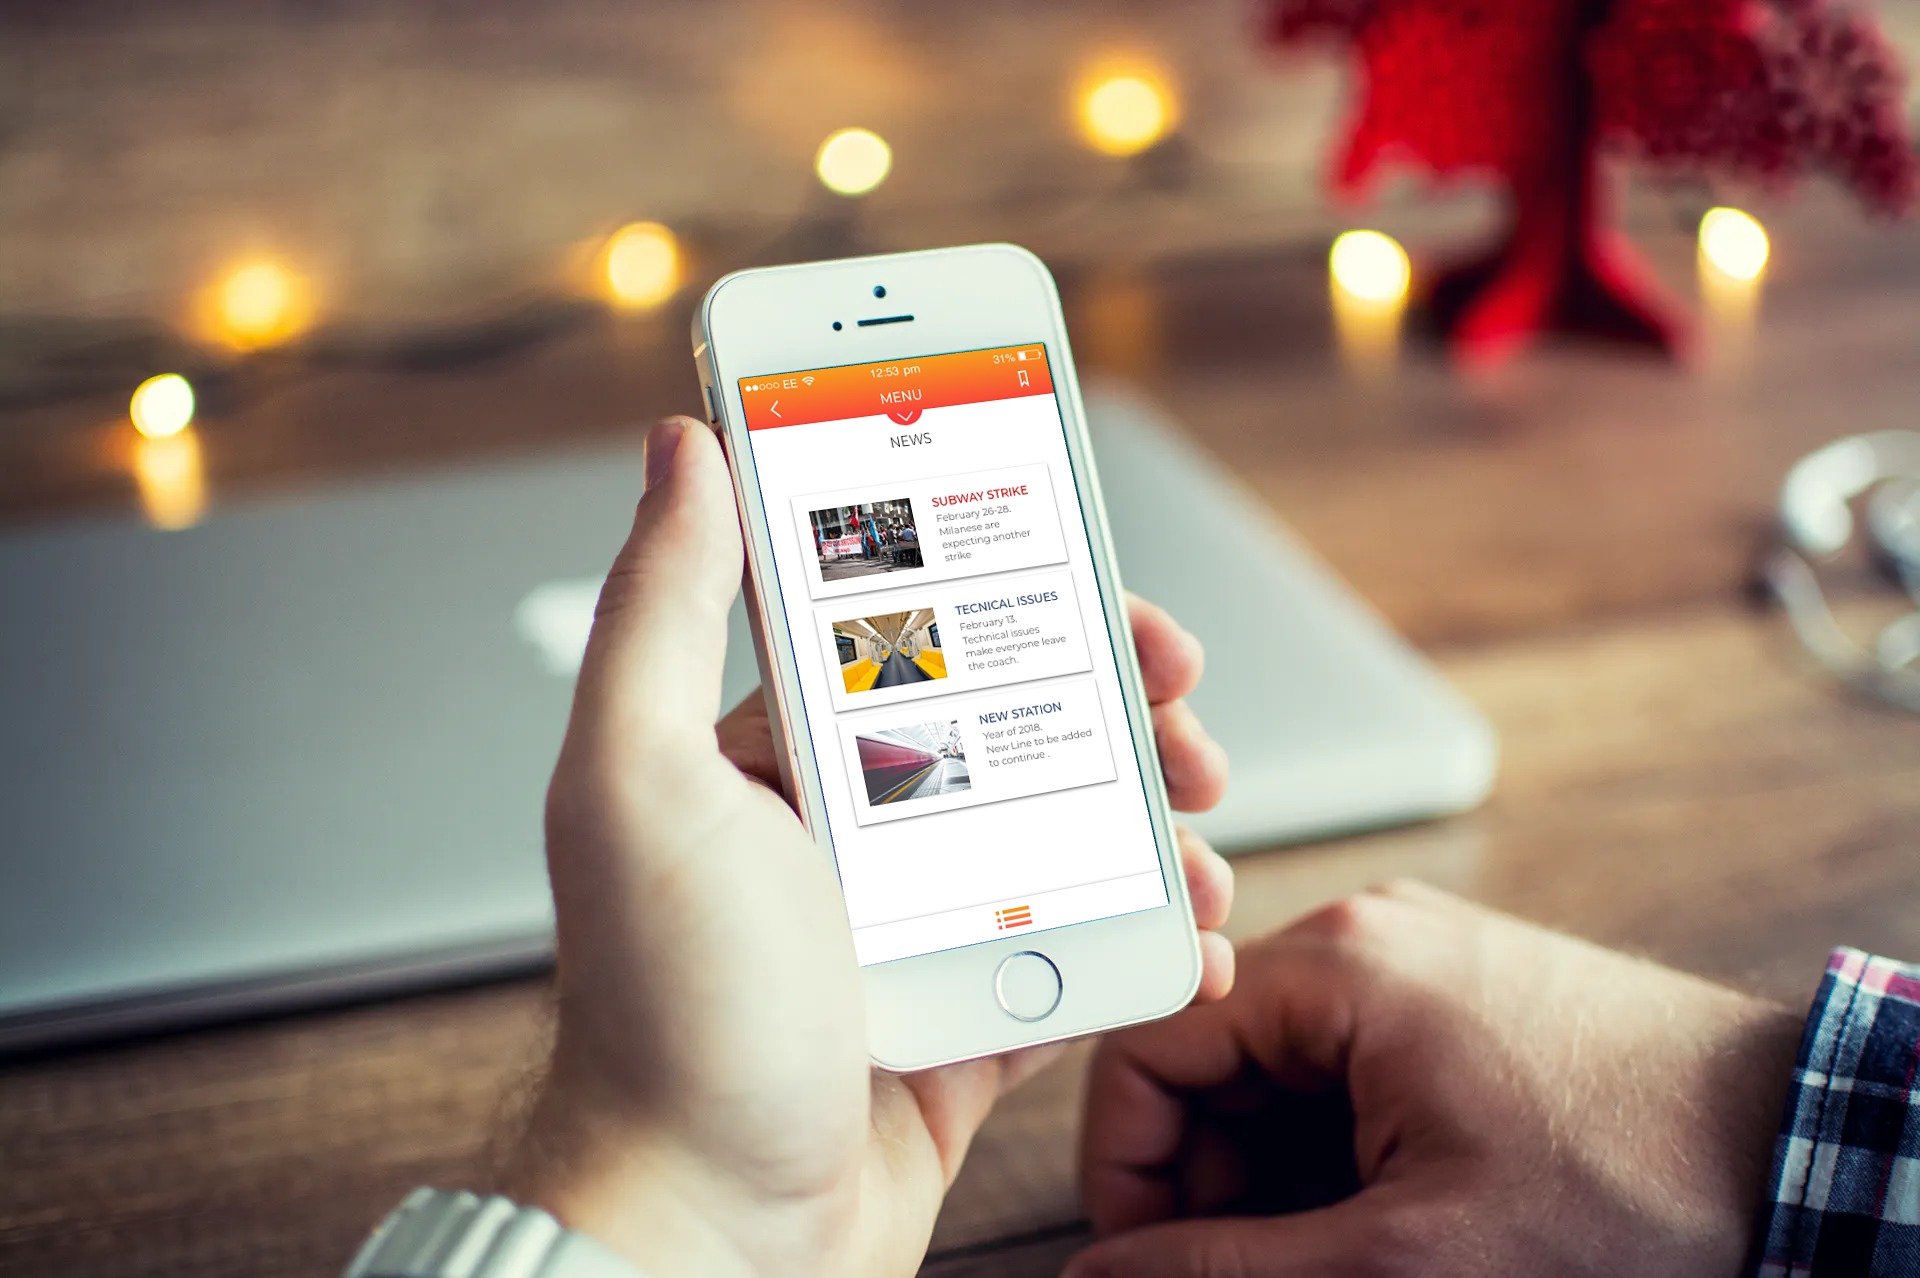 EE 12:53 pm 31%
MENU
NEWS
SUBWAY STRIKE
February 26-28.
Milanese are
expecting another
strike
TECNICAL ISSUES
February 13.
Technical issues
make everyone leave
the coach.
NEW STATION
Year of 2018.
New Line to be added
to continue .